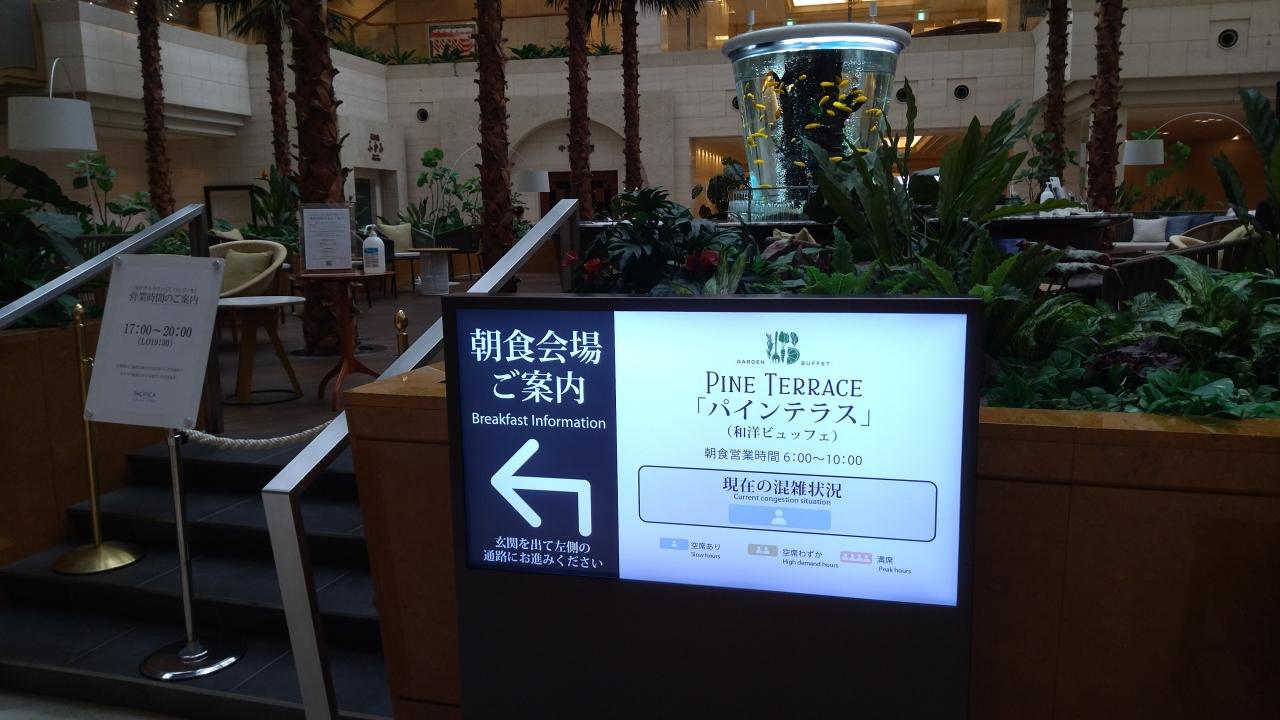 営業時間のご案内
17:00～20:00
(LO19:30)
PACIFICA
朝食会場
ご案内
Breakfast Information
玄関を出て左側の
通路にお進みください
GARDEN BUFFET
PINE TERRACE
「パインテラス」
(和洋ビュッフェ)
朝食営業時間 6:00～10:00
現在の混雑状況
Current congestion situation
空席あり
Slow hours
空席わずか
High demand hours
満席
Peak hours